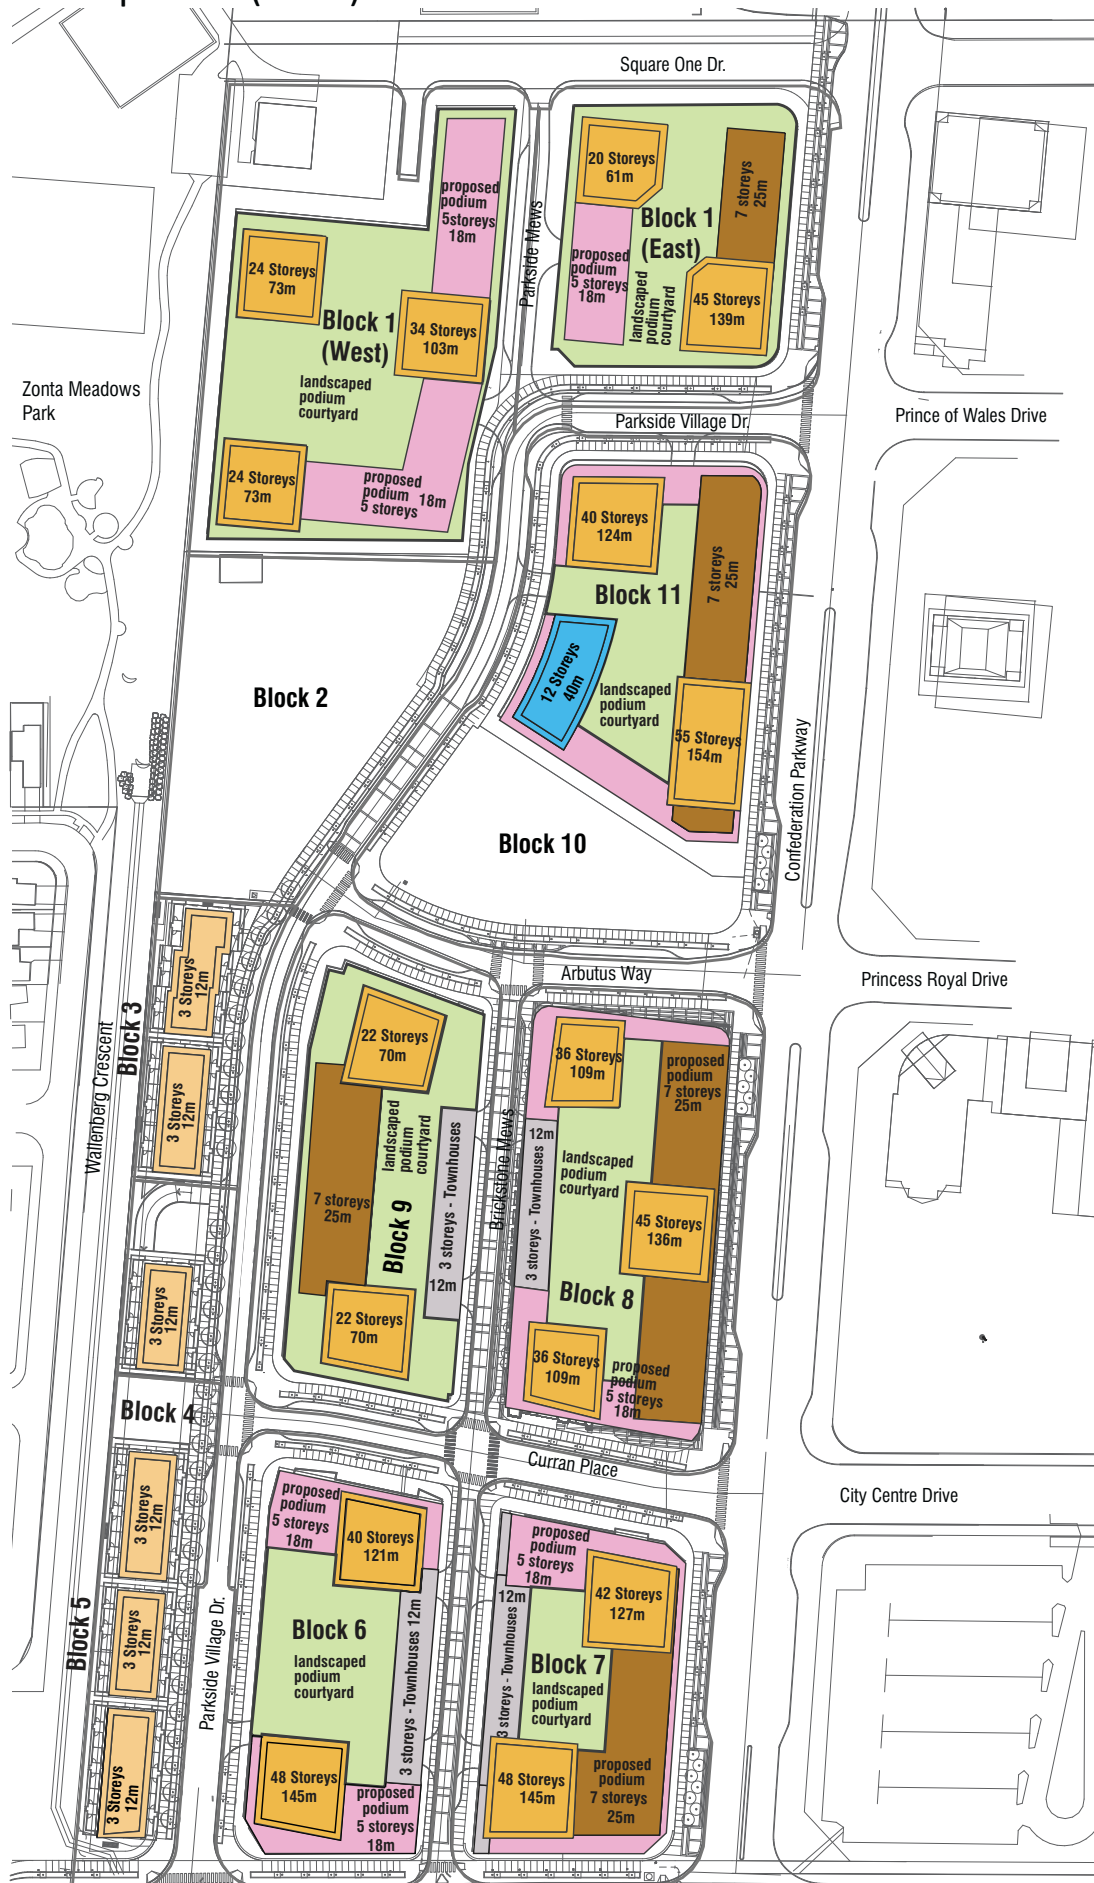 Square One Dr.
proposed
podium
5storeys
18m
Parkside Mews
20 Storeys
61m
7 storeys
25m
Block 1
(East)
proposed
podium
5 storeys
18m
landscaped
podium
courtyard
45 Storeys
139m
24 Storeys
73m
Block 1
(West)
34 Storeys
103m
landscaped
podium
courtyard
24 Storeys
73m
proposed
podium 18m
5 storeys
Zonta Meadows
Park
Parkside Village Dr.
Prince of Wales Drive
40 Storeys
124m
7 storeys
25m
Block 11
12 Storeys
40m
landscaped
podium
courtyard
55 Storeys
154m
Block 2
Block 10
Confederation Parkway
Arbutus Way
Princess Royal Drive
3 Storeys
12m
Block 3
Wallenberg Crescent
3 Storeys
12m
22 Storeys
70m
landscaped
podium
courtyard
7 storeys
25m
Block 9
3 storeys - Townhouses
12m
22 Storeys
70m
Brickstone Mews
36 Storeys
109m
proposed
podium
7 storeys
25m
12m
3 storeys - Townhouses
landscaped
podium
courtyard
45 Storeys
136m
Block 8
36 Storeys
109m
proposed
podium
5 storeys
18m
3 Storeys
12m
Block 4
Curran Place
City Centre Drive
3 Storeys
12m
Block 5
3 Storeys
12m
3 Storeys
12m
Parkside Village Dr.
proposed
podium
5 storeys
18m
40 Storeys
121m
Block 6
landscaped
podium
courtyard
3 storeys - Townhouses 12m
48 Storeys
145m
proposed
podium
5 storeys
18m
proposed
podium
5 storeys
18m
12m
3 storeys - Townhouses
42 Storeys
127m
Block 7
landscaped
podium
courtyard
48 Storeys
145m
proposed
podium
7 storeys
25m